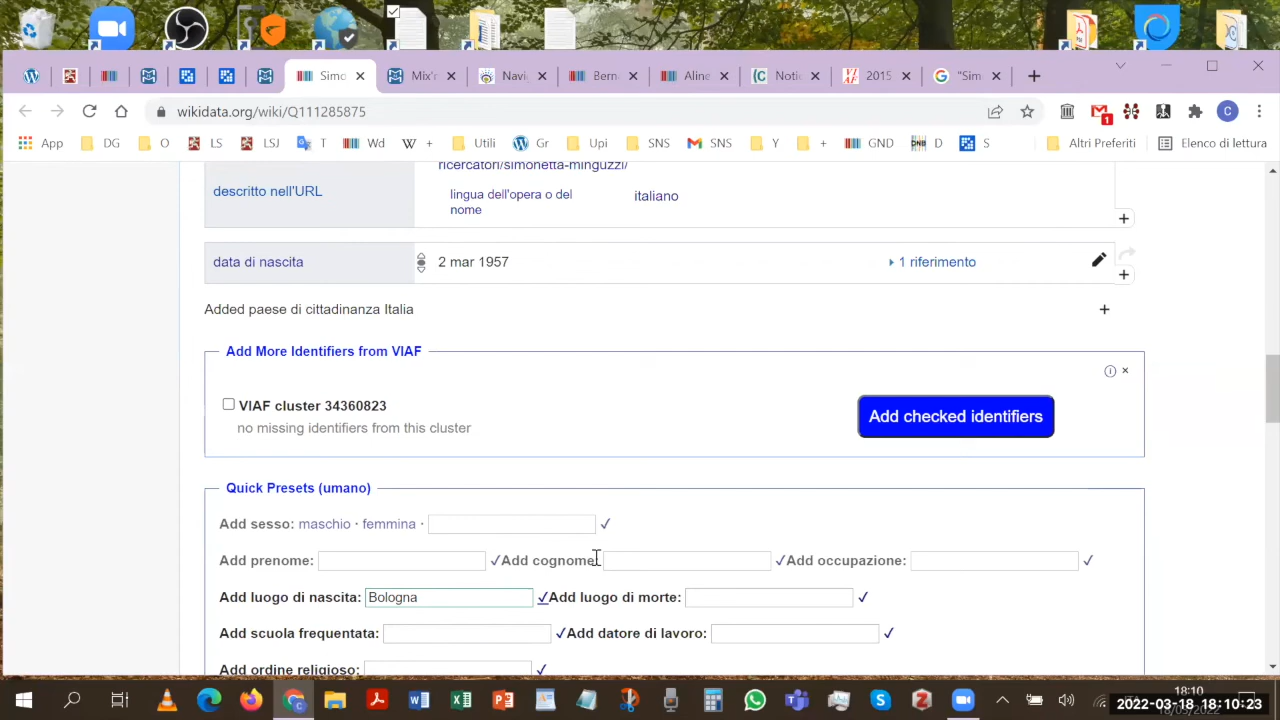 Simo
Mix'r
Navi
Bern
Aline
Noti
2015
"Sim
wikidata.org/wiki/Q111285875
C
1
App
DG
O
LS
LSJ
T
Wd
+
Utili
Gr
Upi
SNS
SNS
Y
+
GND
D
S
Altri Preferiti
Elenco di lettura
ricercatori/simonetta-minguzzi/
descritto nell'URL
lingua dell'opera o del
nome
italiano
data di nascita
2 mar 1957
1 riferimento
Added paese di cittadinanza Italia
Add More Identifiers from VIAF
VIAF cluster 34360823
no missing identifiers from this cluster
Add checked identifiers
Quick Presets (umano)
Add sesso: maschio · femmina ·
Add prenome: ✓Add cognome: ✓Add occupazione: ✓
Add luogo di nascita: Bologna ✓Add luogo di morte: ✓
Add scuola frequentata: ✓Add datore di lavoro: ✓
Add ordine religioso: ✓
18:10
2022-03-18 18:10:23